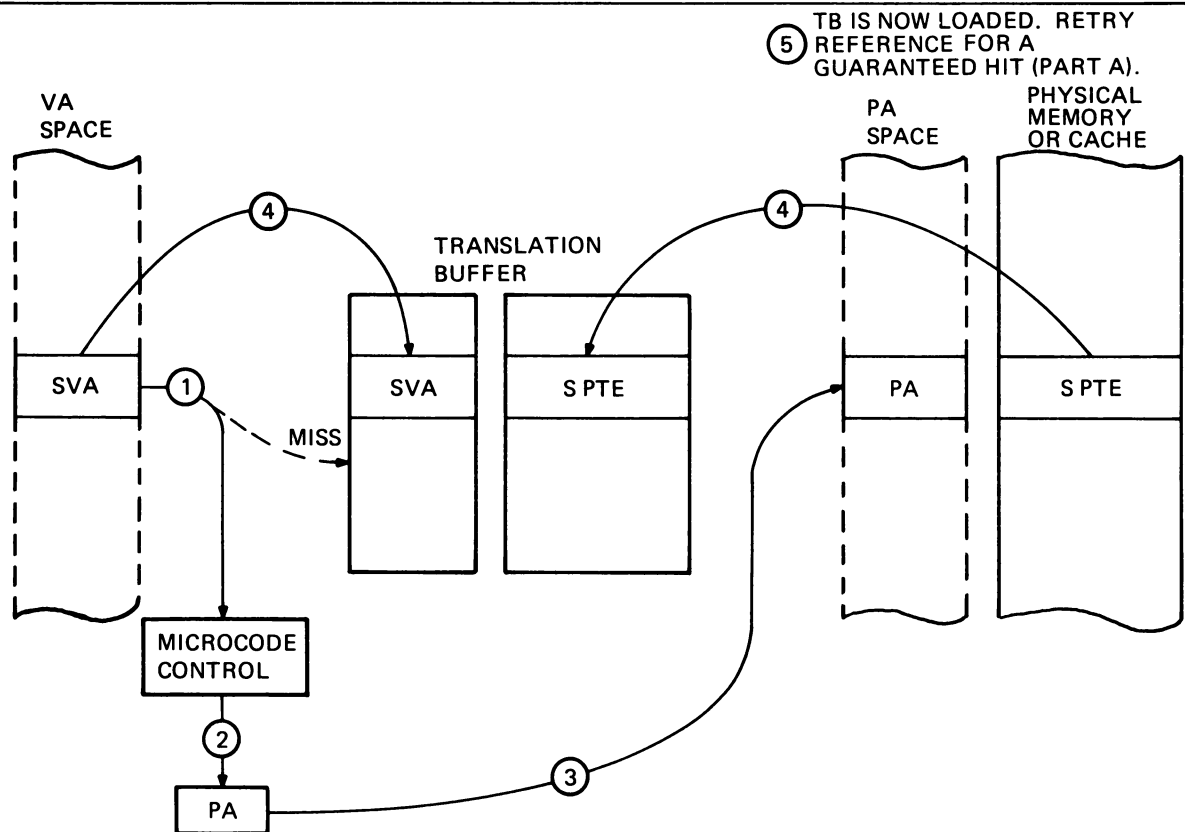 5 TB IS NOW LOADED. RETRY
REFERENCE FOR A
GUARANTEED HIT (PART A).
VA
SPACE
PA
SPACE
PHYSICAL
MEMORY
OR CACHE
4
4
TRANSLATION
BUFFER
SVA
1
SVA
S PTE
PA
S PTE
MISS
MICROCODE
CONTROL
2
3
PA